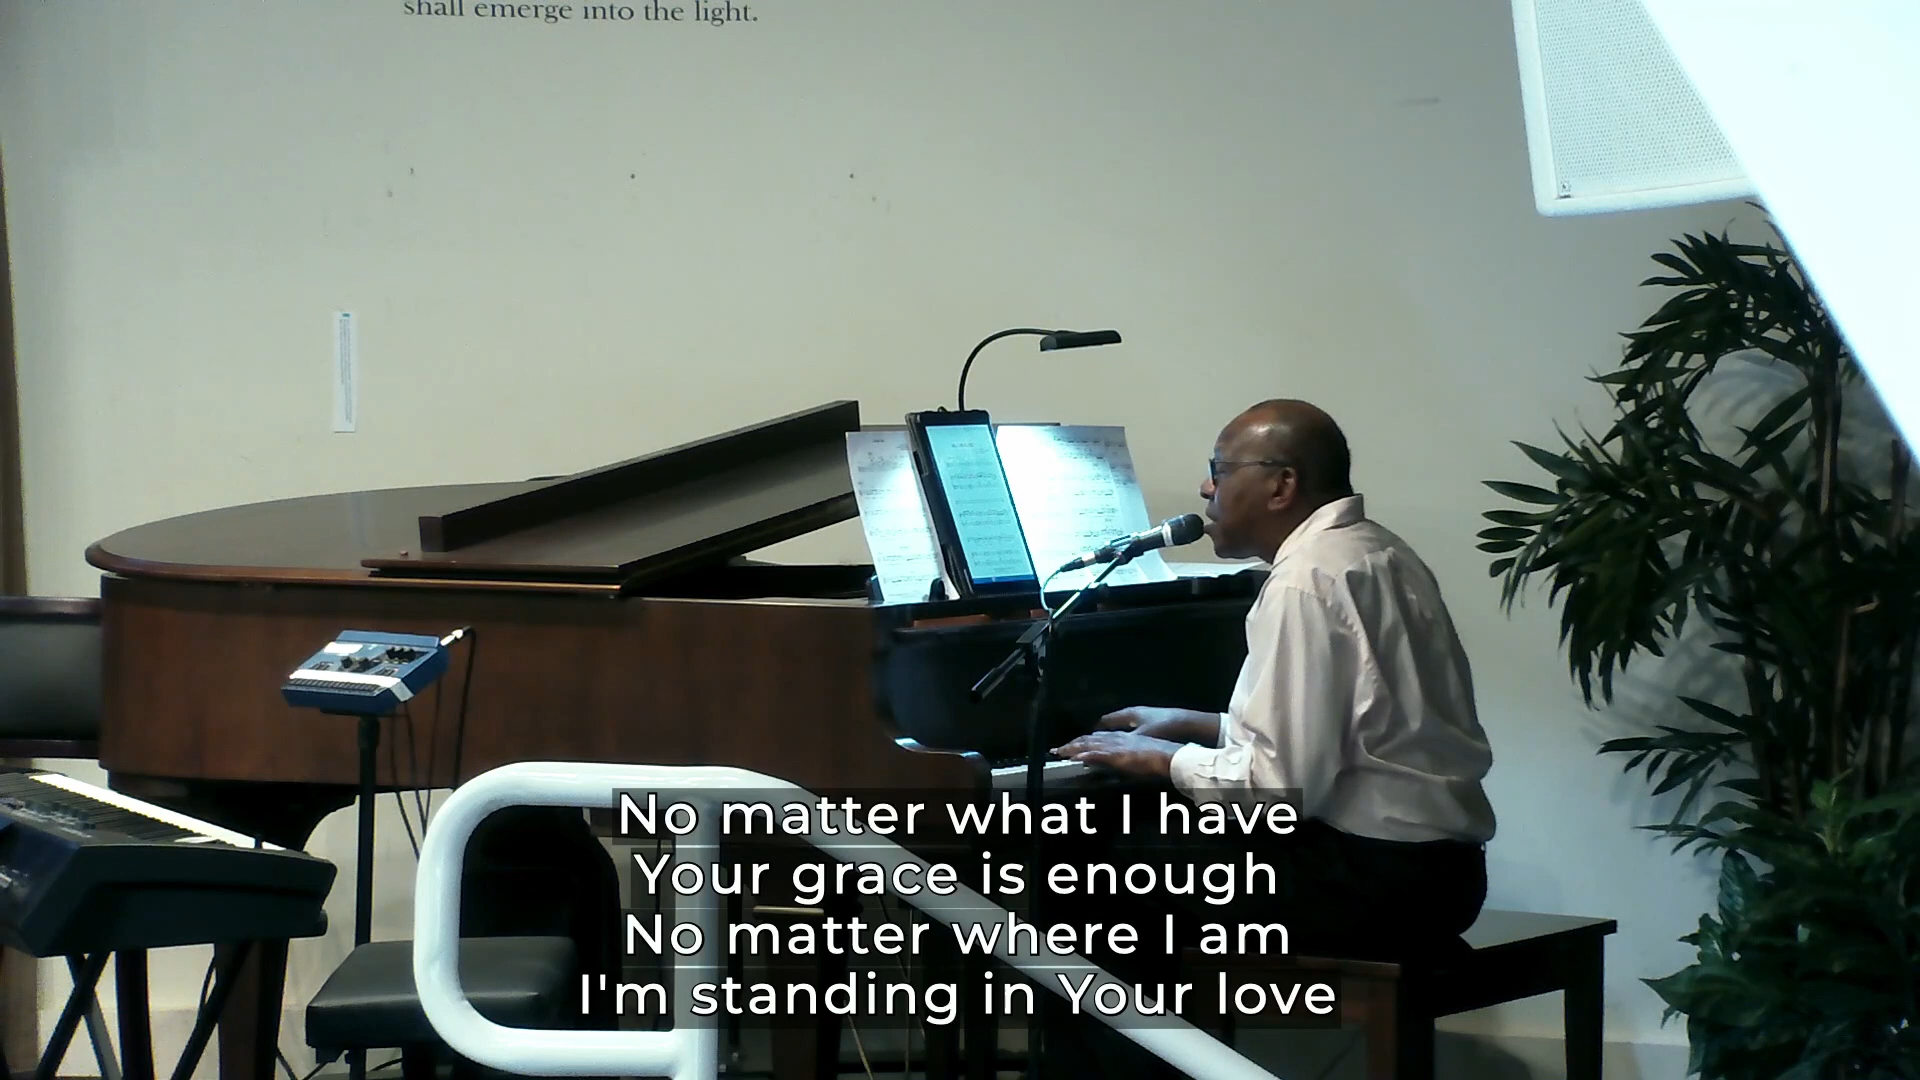 shall emerge into the light.
No matter what I have
Your grace is enough
No matter where I am
I'm standing in Your love